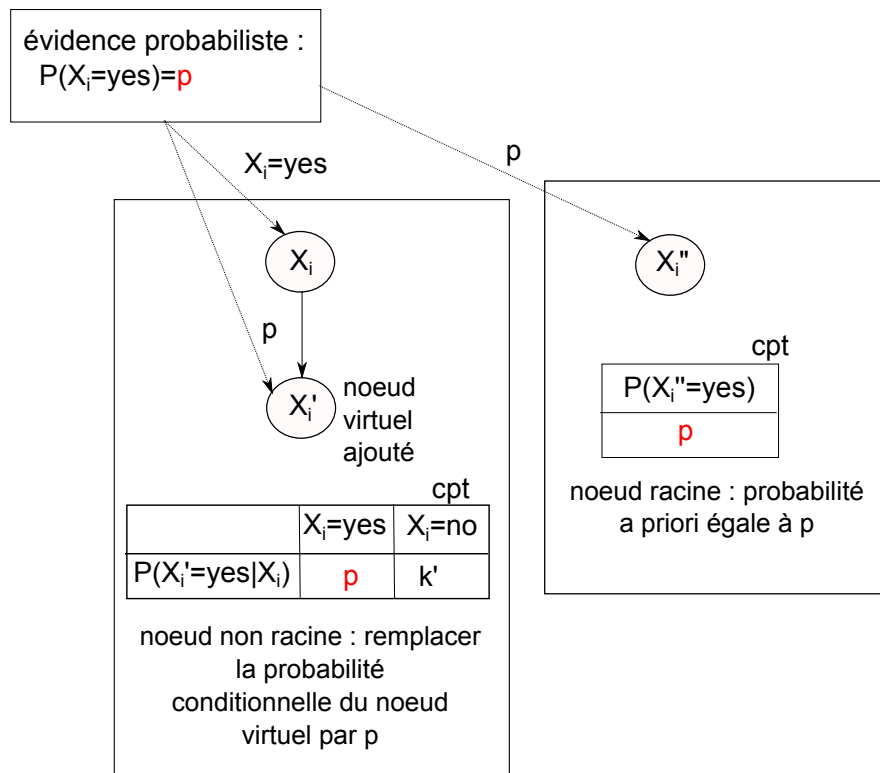 évidence probabiliste :
P(Xi=yes)=p
Xi=yes
p
p
Xi
Xi'
noeud
virtuel
ajouté
cpt
Xi=yes Xi=no
P(Xi'=yes|Xi) p k'
noeud non racine : remplacer
la probabilité
conditionnelle du noeud
virtuel par p
Xi"
cpt
P(Xi"=yes)
p
noeud racine : probabilité
a priori égale à p